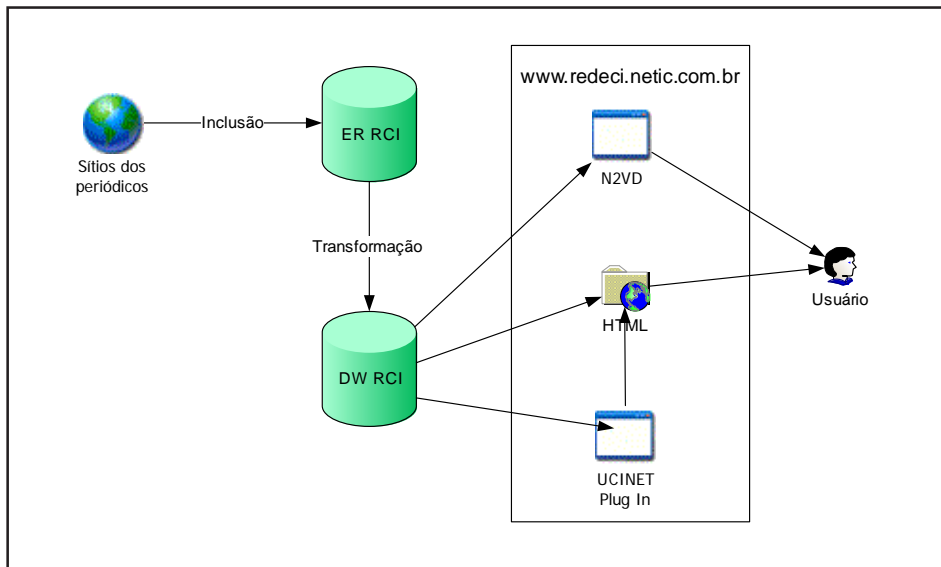 www.redeci.netic.com.br
Inclusão
ER RCI
Sítios dos
periódicos
N2VD
Transformação
Usuário
HTML
DW RCI
UCINET
Plug In